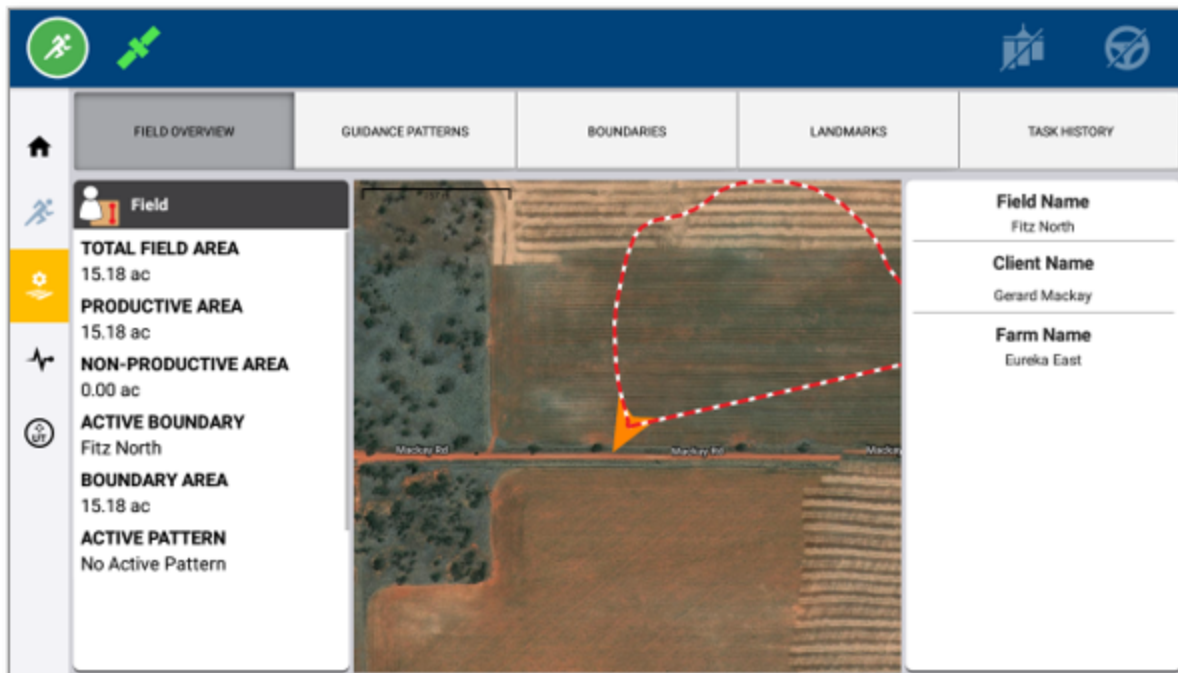 FIELD OVERVIEW
GUIDANCE PATTERNS
BOUNDARIES
LANDMARKS
TASK HISTORY
Field
TOTAL FIELD AREA
15.18 ac
PRODUCTIVE AREA
15.18 ac
NON-PRODUCTIVE AREA
0.00 ac
ACTIVE BOUNDARY
Fitz North
BOUNDARY AREA
15.18 ac
ACTIVE PATTERN
No Active Pattern
Mackay Rd
Mackay Rd
Mackay
Field Name
Fitz North
Client Name
Gerard Mackay
Farm Name
Eureka East
UT